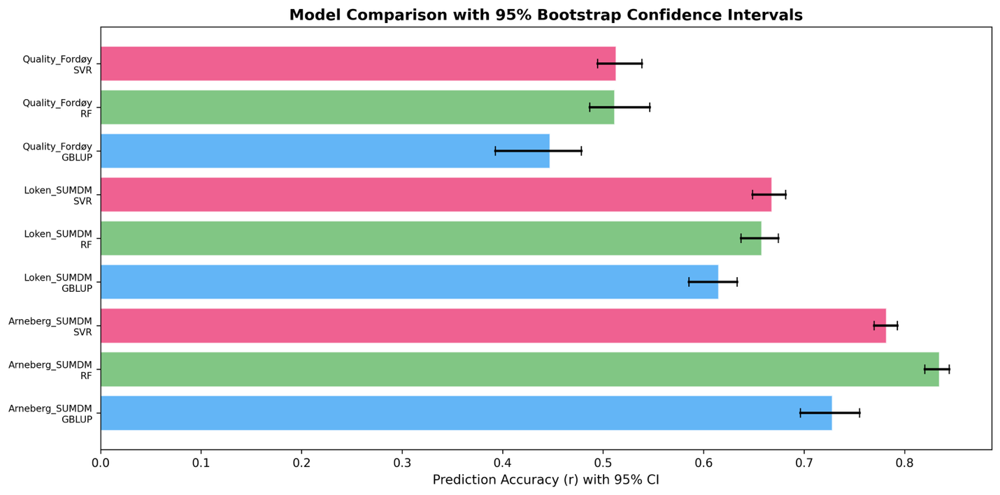 Model Comparison with 95% Bootstrap Confidence Intervals
Quality_Fordøy
SVR
Quality_Fordøy
RF
Quality_Fordøy
GBLUP
Loken_SUMDM
SVR
Loken_SUMDM
RF
Loken_SUMDM
GBLUP
Arneberg_SUMDM
SVR
Arneberg_SUMDM
RF
Arneberg_SUMDM
GBLUP
0.0 0.1 0.2 0.3 0.4 0.5 0.6 0.7 0.8
Prediction Accuracy (r) with 95% CI